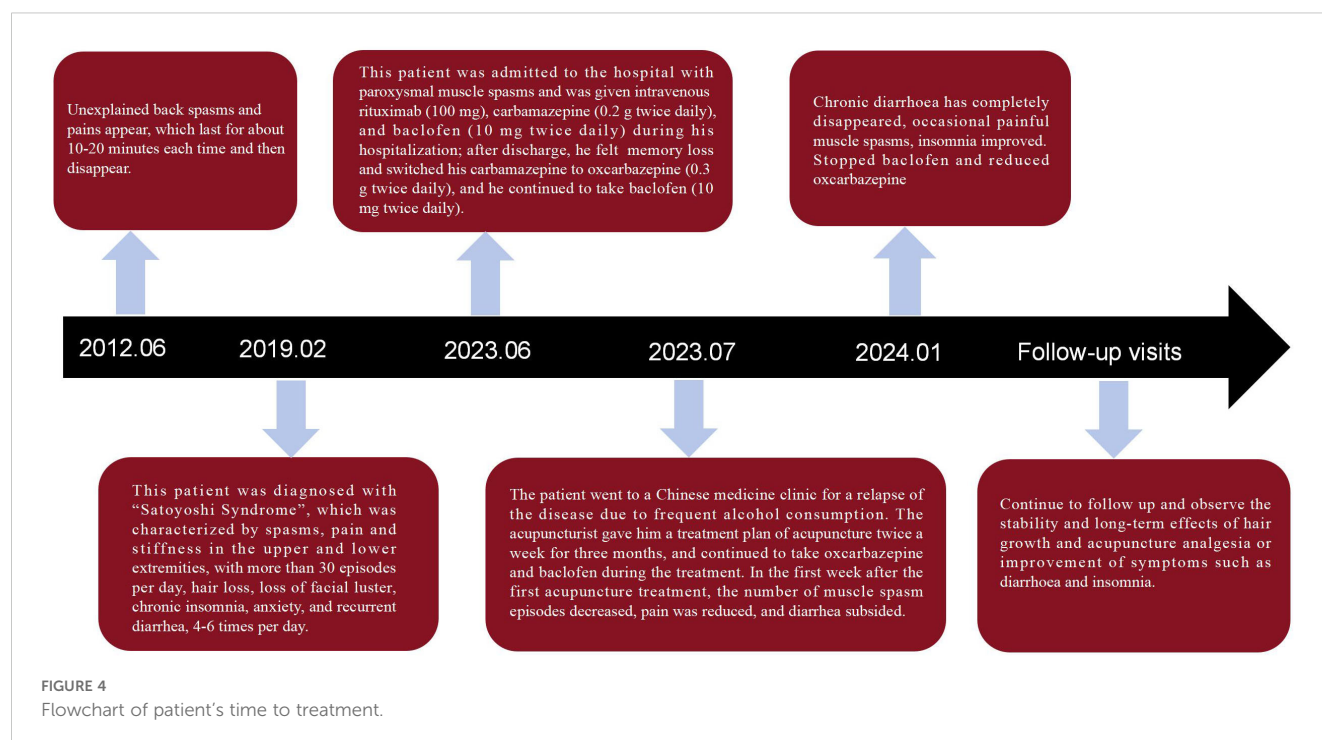 Unexplained back spasms and
pains appear, which last for about
10-20 minutes each time and then
disappear.
This patient was admitted to the hospital with
paroxysmal muscle spasms and was given intravenous
rituximab (100 mg), carbamazepine (0.2 g twice daily),
and baclofen (10 mg twice daily) during his
hospitalization; after discharge, he felt memory loss
and switched his carbamazepine to oxcarbazepine (0.3
g twice daily), and he continued to take baclofen (10
mg twice daily).
Chronic diarrhoea has completely
disappeared, occasional painful
muscle spasms, insomnia improved.
Stopped baclofen and reduced
oxcarbazepine
2012.06
2019.02
2023.06
2023.07
2024.01
Follow-up visits
This patient was diagnosed with
“Satoyoshi Syndrome”, which was
characterized by spasms, pain and
stiffness in the upper and lower
extremities, with more than 30 episodes
per day, hair loss, loss of facial luster,
chronic insomnia, anxiety, and recurrent
diarrhea, 4-6 times per day.
The patient went to a Chinese medicine clinic for a relapse of
the disease due to frequent alcohol consumption. The
acupuncturist gave him a treatment plan of acupuncture twice a
week for three months, and continued to take oxcarbazepine
and baclofen during the treatment. In the first week after the
first acupuncture treatment, the number of muscle spasm
episodes decreased, pain was reduced, and diarrhea subsided.
Continue to follow up and observe the
stability and long-term effects of hair
growth and acupuncture analgesia or
improvement of symptoms such as
diarrhoea and insomnia.
FIGURE 4
Flowchart of patient’s time to treatment.